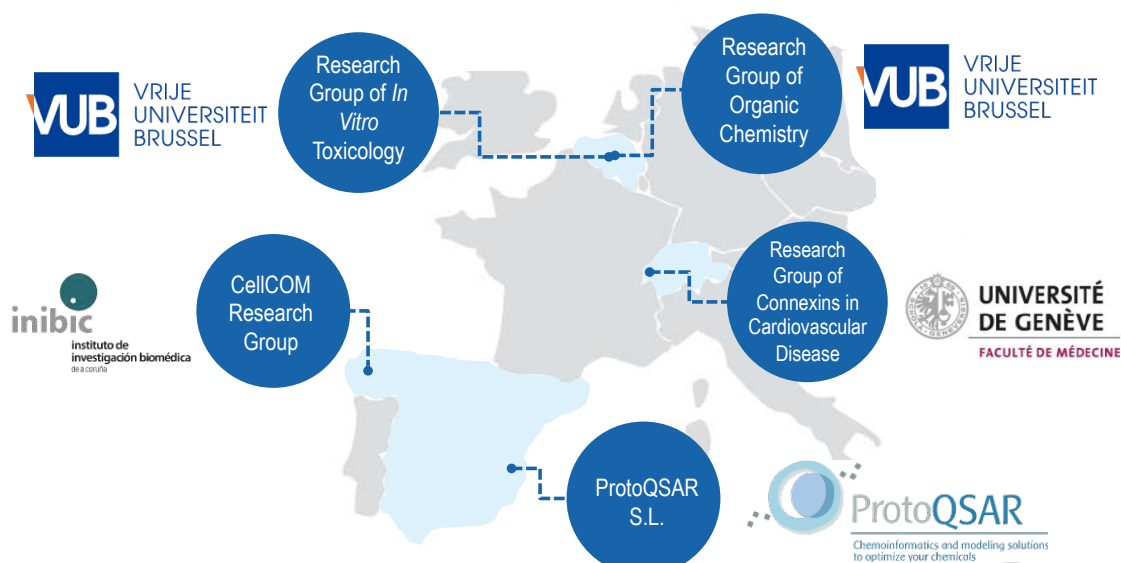 VUB
VRIJE
UNIVERSITEIT
BRUSSEL
Research
Group of In
Vitro
Toxicology
Research
Group of
Organic
Chemistry
VUB
VRIJE
UNIVERSITEIT
BRUSSEL
inibic
instituto de
investigación biomédica
de a coruña
CellCOM
Research
Group
Research
Group of
Connexins in
Cardiovascular
Disease
UNIVERSITÉ
DE GENÈVE
FACULTÉ DE MÉDECINE
ProtoQSAR
S.L.
ProtoQSAR
Chemoinformatics and modeling solutions
to optimize your chemicals